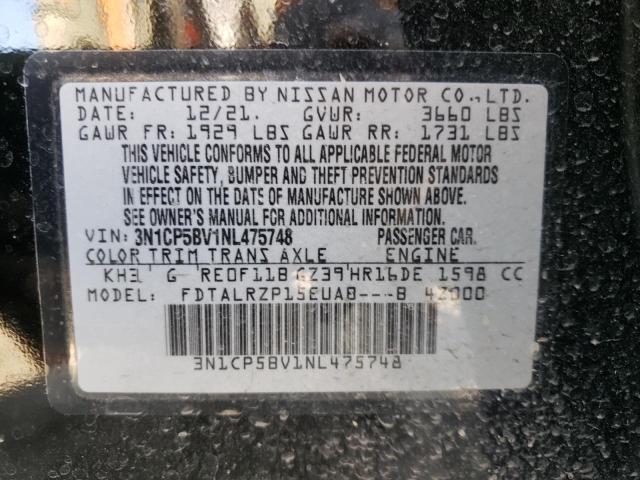 MANUFACTURED BY NISSAN MOTOR CO.,LTD.
DATE: 12/21. GVWR: 3660 LBS
GAWR FR: 1929 LBS GAWR RR: 1731 LBS
THIS VEHICLE CONFORMS TO ALL APPLICABLE FEDERAL MOTOR
VEHICLE SAFETY, BUMPER AND THEFT PREVENTION STANDARDS
IN EFFECT ON THE DATE OF MANUFACTURE SHOWN ABOVE.
SEE OWNER'S MANUAL FOR ADDITIONAL INFORMATION.
VIN: 3N1CP5BV1NL475748 PASSENGER CAR.
COLOR TRIM TRANS AXLE ENGINE
KH3 G RE0F11B GZ39 HR16DE 1598 CC
MODEL: FDTALRZP15EUA8---B 4Z000
3N1CP5BV1NL475748